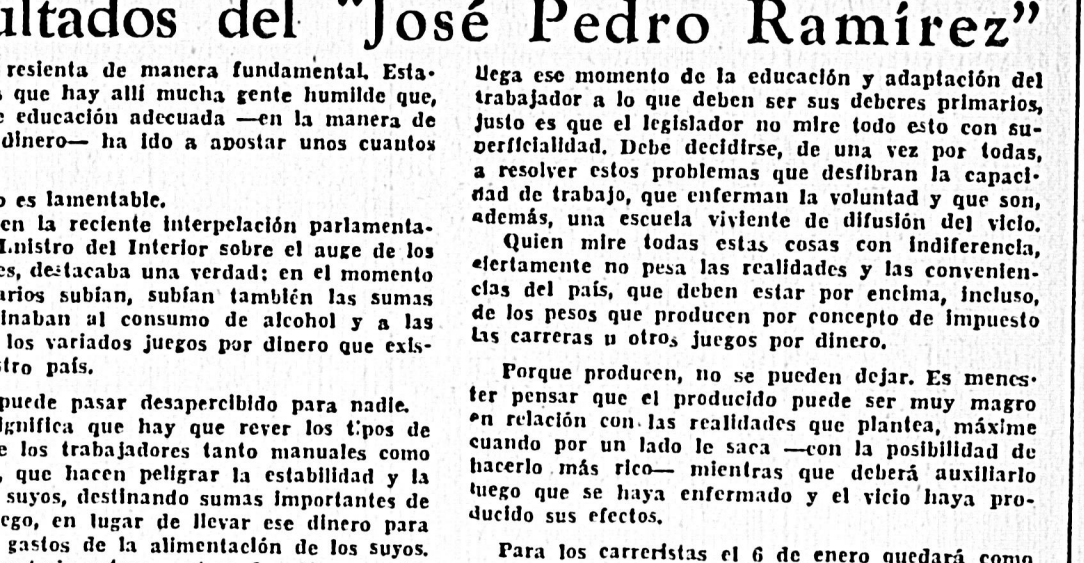 ultados del "José Pedro Ramírez"
resienta de manera fundamental. Esta-
que hay allí mucha gente humilde que,
educación adecuada —en la manera de
dinero— ha ido a apostar unos cuantos
es lamentable.
en la reciente interpelación parlamenta-
inistro del Interior sobre el auge de los
es, destacaba una verdad: en el momento
arios subían, subían también las sumas
inaban al consumo de alcohol y a las
los variados juegos por dinero que exis-
stro país.
puede pasar desapercibido para nadie.
ignifica que hay que rever los tipos de
e los trabajadores tanto manuales como
, que hacen peligrar la estabilidad y la
suyos, destinando sumas importantes de
ego, en lugar de llevar ese dinero para
gastos de la alimentación de los suyos.
llega ese momento de la educación y adaptación del
trabajador a lo que deben ser sus deberes primarios,
justo es que el legislador no mire todo esto con su-
perficialidad. Debe decidirse, de una vez por todas,
a resolver estos problemas que desfibran la capaci-
dad de trabajo, que enferman la voluntad y que son,
además, una escuela viviente de difusión del vicio.
Quien mire todas estas cosas con indiferencia,
ciertamente no pesa las realidades y las convenien-
cias del país, que deben estar por encima, incluso,
de los pesos que producen por concepto de impuesto
las carreras u otros juegos por dinero.
Porque producen, no se pueden dejar. Es menes-
ter pensar que el producido puede ser muy magro
en relación con las realidades que plantea, máxime
cuando por un lado le saca —con la posibilidad de
hacerlo más rico— mientras que deberá auxiliarlo
luego que se haya enfermado y el vicio haya pro-
ducido sus efectos.
Para los carreristas el 6 de enero quedará como